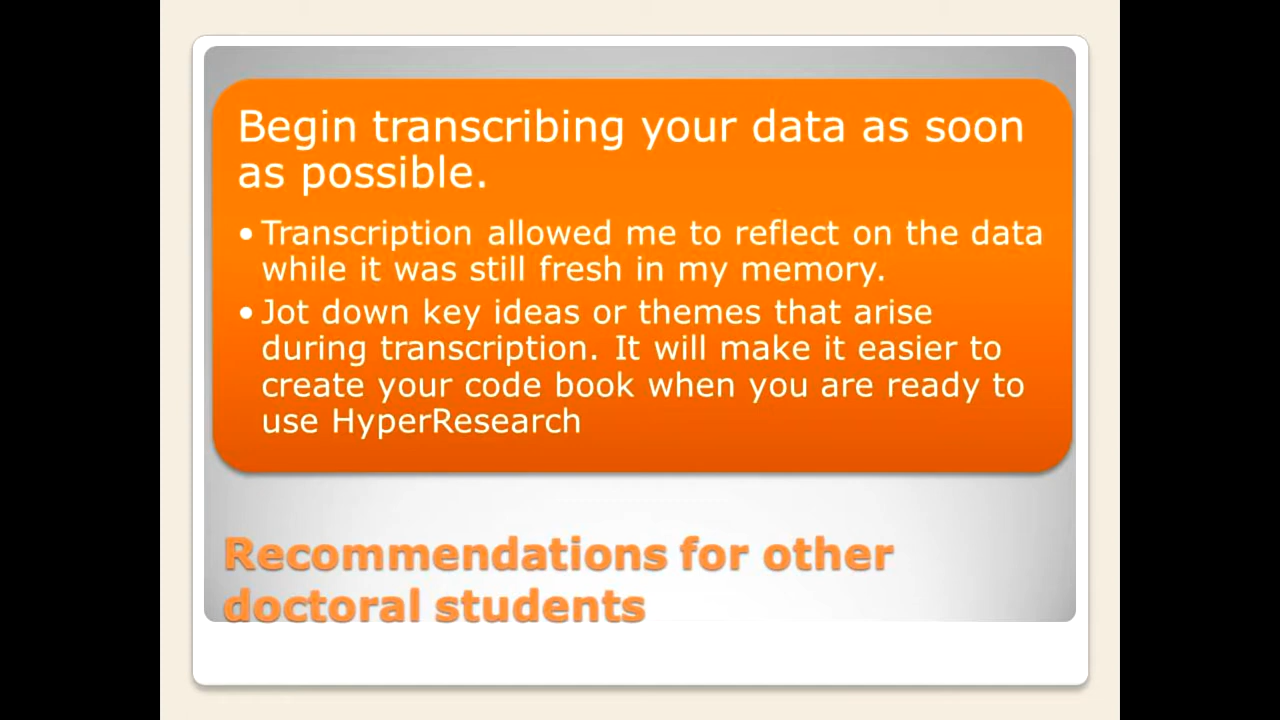 Begin transcribing your data as soon
as possible.
• Transcription allowed me to reflect on the data
while it was still fresh in my memory.
• Jot down key ideas or themes that arise
during transcription. It will make it easier to
create your code book when you are ready to
use HyperResearch
Recommendations for other
doctoral students